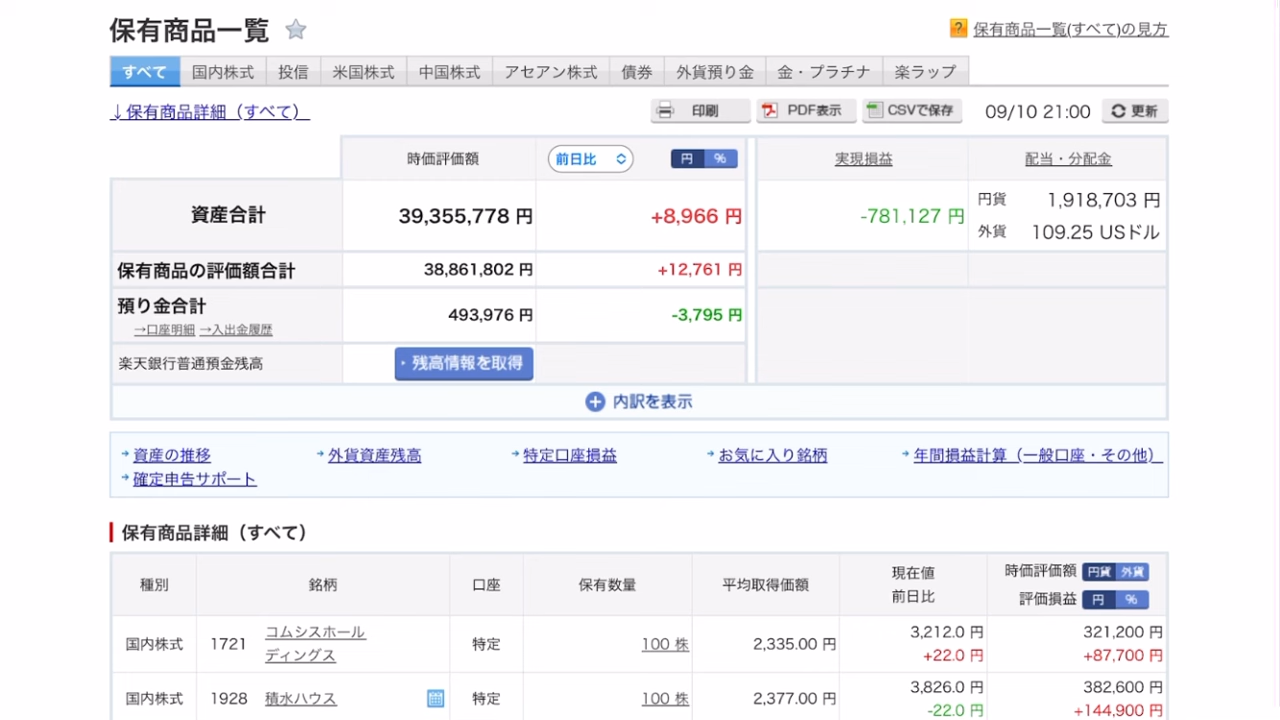 保有商品一覧
保有商品一覧(すべて)の見方
すべて 国内株式 投信 米国株式 中国株式 アセアン株式 債券 外貨預り金 金・プラチナ 楽ラップ
↓保有商品詳細（すべて）
印刷 PDF表示 CSVで保存 09/10 21:00 更新
時価評価額 前日比 円 % 実現損益 配当・分配金
資産合計 39,355,778 円 +8,966 円 -781,127 円
円貨 1,918,703 円
外貨 109.25 USドル
保有商品の評価額合計 38,861,802 円 +12,761 円
預り金合計 493,976 円 -3,795 円
→口座明細 →入出金履歴
楽天銀行普通預金残高 残高情報を取得
内訳を表示
資産の推移 外貨資産残高 特定口座損益 お気に入り銘柄 年間損益計算（一般口座・その他）
確定申告サポート
保有商品詳細（すべて）
種別 銘柄 口座 保有数量 平均取得価額
現在値
前日比
時価評価額 円貨 外貨
評価損益 円 %
国内株式 1721 コムシスホール
ディングス
特定 100 株 2,335.00 円 3,212.0 円 321,200 円
+22.0 円 +87,700 円
国内株式 1928 積水ハウス 特定 100 株 2,377.00 円 3,826.0 円 382,600 円
-22.0 円 +144,900 円